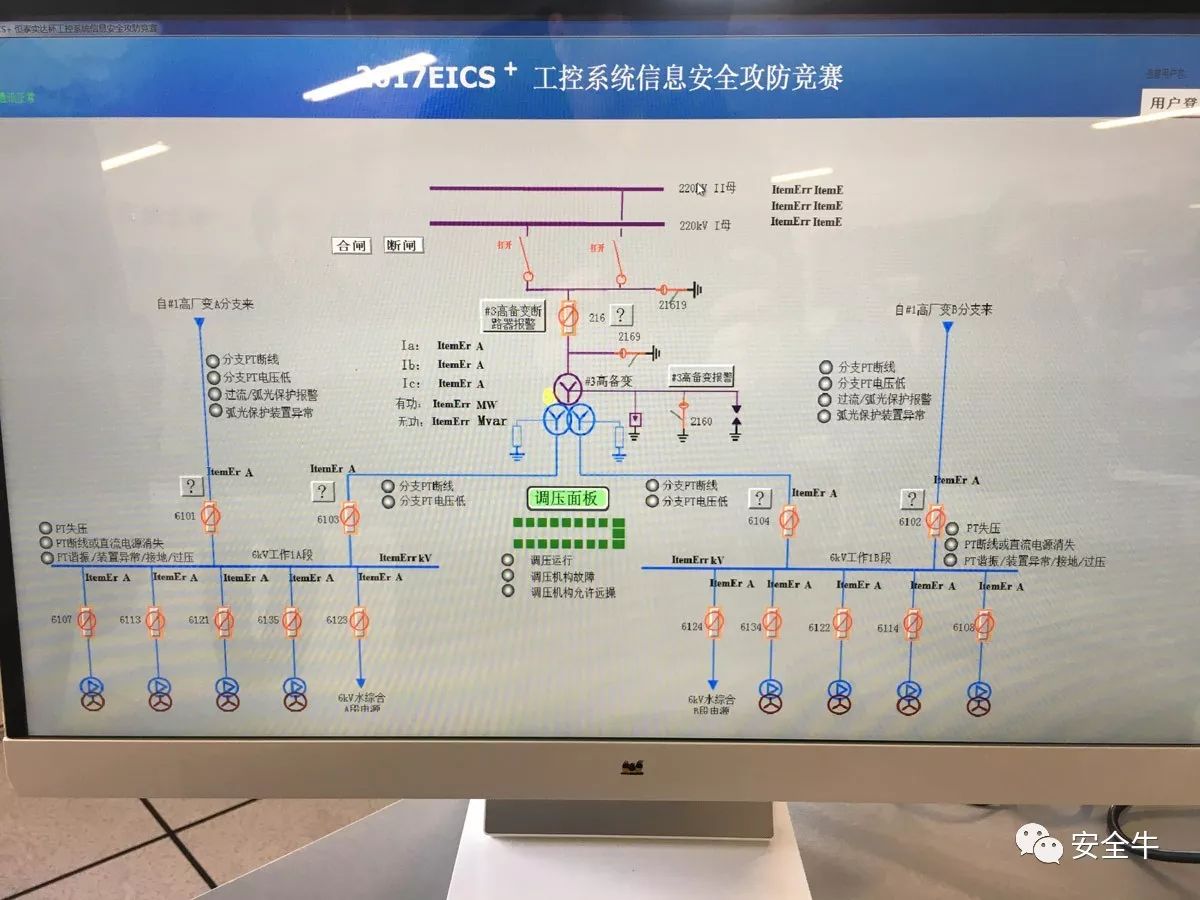 恒泰实达杯工控系统信息安全攻防竞赛
2017EICS+ 工控系统信息安全攻防竞赛
通讯正常
用户登
220kV II母
ItemErr ItemE
ItemErr ItemE
220kV I母
ItemErr ItemE
合闸 断闸
打开 打开
21619
自#1高厂变A分支来
自#1高厂变B分支来
#3高备变断
路器报警
216 ?
2169
Ia: ItemEr A
Ib: ItemEr A
Ic: ItemEr A
有功: ItemErr MW
无功: ItemErr Mvar
#3高备变
#3高备变报警
2160
分支PT断线
分支PT电压低
过流/弧光保护报警
弧光保护装置异常
分支PT断线
分支PT电压低
过流/弧光保护报警
弧光保护装置异常
ItemEr A
?
6101
ItemEr A
?
6103
分支PT断线
分支PT电压低
调压面板
分支PT断线
分支PT电压低
?
6104
ItemEr A
ItemEr A
?
6102
PT失压
PT断线或直流电源消失
PT谐振/装置异常/接地/过压
6kV工作1A段
ItemErr kV
调压运行
调压机构故障
调压机构允许远操
ItemErr kV
6kV工作1B段
PT失压
PT断线或直流电源消失
PT谐振/装置异常/接地/过压
ItemEr A ItemEr A ItemEr A ItemEr A ItemEr A
ItemEr A ItemEr A ItemEr A ItemEr A ItemEr A
6107 6113 6121 6135 6123
6124 6134 6122 6114 6108
6kV水综合
A段电源
6kV水综合
B段电源
安全牛